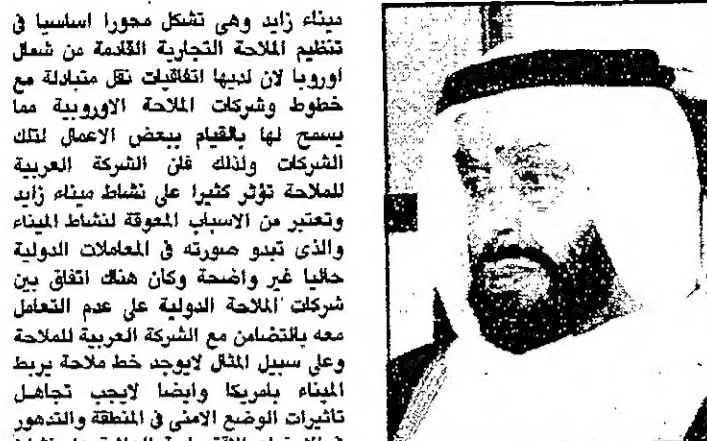 ميناء زايد وهى تشكل محورا اساسيا في
تنظيم الملاحة التجارية القادمة من شمال
اوروبا لان لديها اتفاقيات نقل متبادلة مع
خطوط وشركات الملاحة الاوروبية مما
يسمح لها بالقيام ببعض الاعمال لتلك
الشركات ولذلك فان الشركة العربية
للملاحة تؤثر كثيرا على نشاط ميناء زايد
وتعتبر من الاسباب المعوقة لنشاط الميناء
والذى تبدو صورته في المعاملات الدولية
حاليا غير واضحة وكأن هناك اتفاق بين
شركات الملاحة الدولية على عدم التعامل
معه بالتضامن مع الشركة العربية للملاحة
وعلى سبيل المثال لايوجد خط ملاحة يربط
الميناء بامريكا وايضا لايجب تجاهل
تاثيرات الوضع الامنى في المنطقة والتدهور